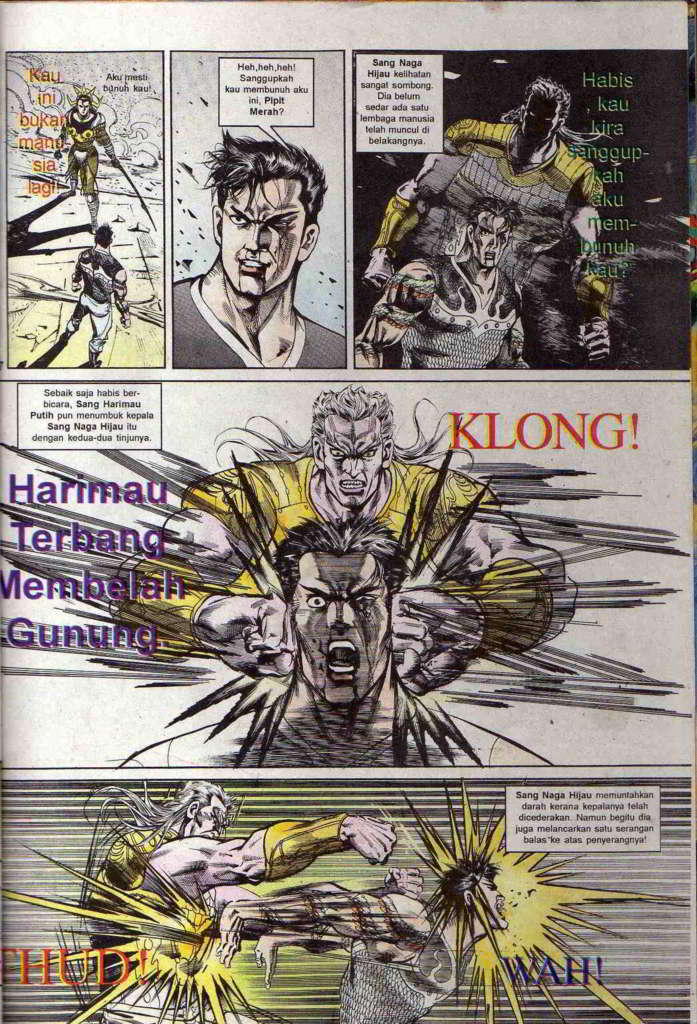 Kau
ini
bukan
manu
sia
lagi!
Aku mesti
bunuh kau!
Heh,heh,heh!
Sanggupkah
kau membunuh aku
ini, Pipit
Merah?
Sang Naga
Hijau kelihatan
sangat sombong.
Dia belum
sedar ada satu
lembaga manusia
telah muncul di
belakangnya.
Habis
, kau
kira
sanggup-
kah
aku
mem-
bunuh
kau?
Sebaik saja habis ber-
bicara, Sang Harimau
Putih pun menumbuk kepala
Sang Naga Hijau itu
dengan kedua-dua tinjunya.
KLONG!
Harimau
Terbang
Membelah
Gunung.
Sang Naga Hijau memuntahkan
darah kerana kepalanya telah
dicederakan. Namun begitu dia
juga melancarkan satu serangan
balas ke atas penyerangnya!
THUD!
WAH!